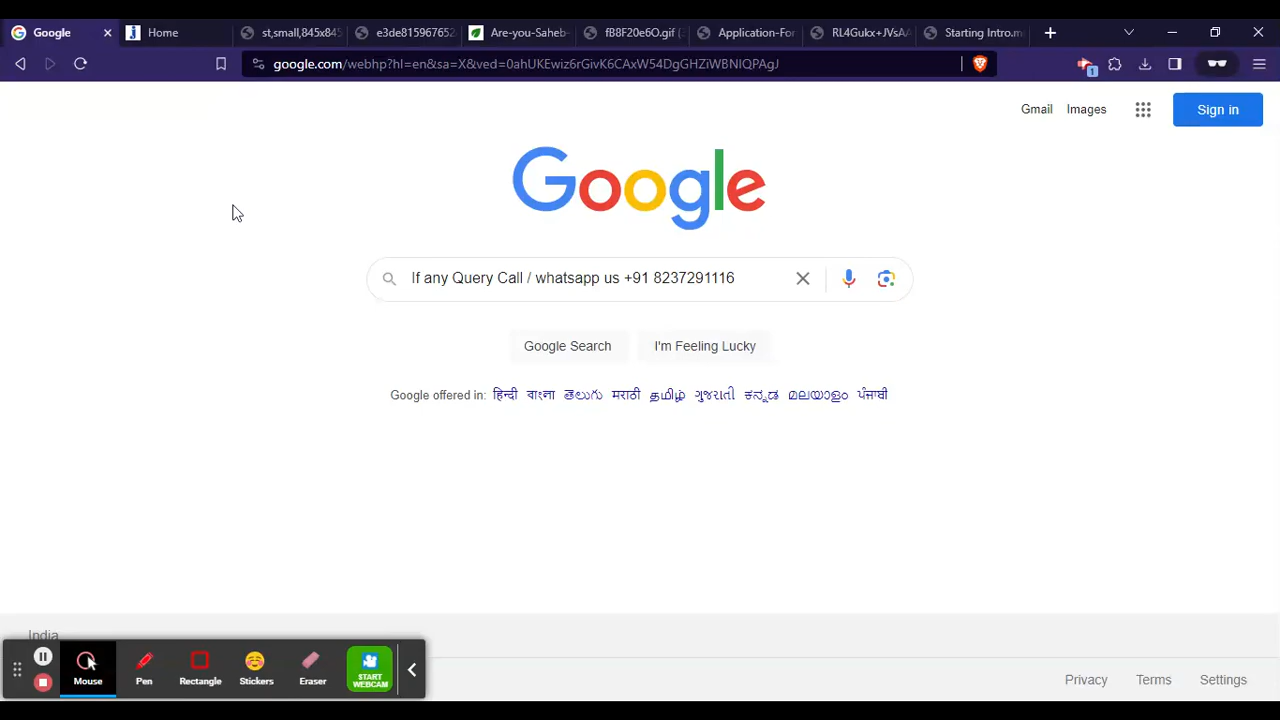 Google
Home
st,small,845x845
e3de815967652
Are-you-Saheb-
fB8F20e6O.gif (
Application-For
RL4Gukx+JVsAA
Starting Intro.m
google.com/webhp?hl=en&sa=X&ved=0ahUKEwiz6rGivK6CAxW54DgGHZiWBNIQPAgJ
1
Gmail
Images
Sign in
Google
If any Query Call / whatsapp us +91 8237291116
Google Search
I'm Feeling Lucky
Google offered in: हिन्दी বাংলা తెలుగు मराठी தமிழ் ગુજરાતી ಕನ್ನಡ മലയാളം ਪੰਜਾਬੀ
India
Mouse
Pen
Rectangle
Stickers
Eraser
START
WEBCAM
Privacy
Terms
Settings